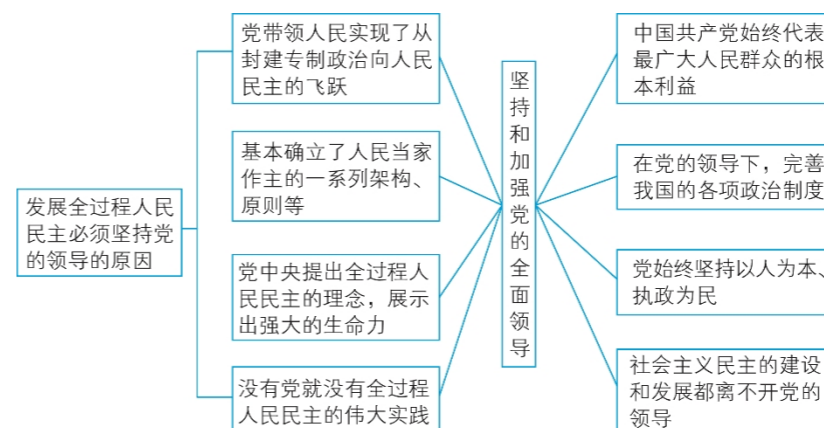 发展全过程人民
民主必须坚持党
的领导的原因
党带领人民实现了从
封建专制政治向人民
民主的飞跃
基本确立了人民当家
作主的一系列架构、
原则等
党中央提出全过程人
民民主的理念，展示
出强大的生命力
没有党就没有全过程
人民民主的伟大实践
坚持和加强党的全面领导
中国共产党始终代表
最广大人民群众的根
本利益
在党的领导下，完善
我国的各项政治制度
党始终坚持以人为本、
执政为民
社会主义民主的建设
和发展都离不开党的
领导